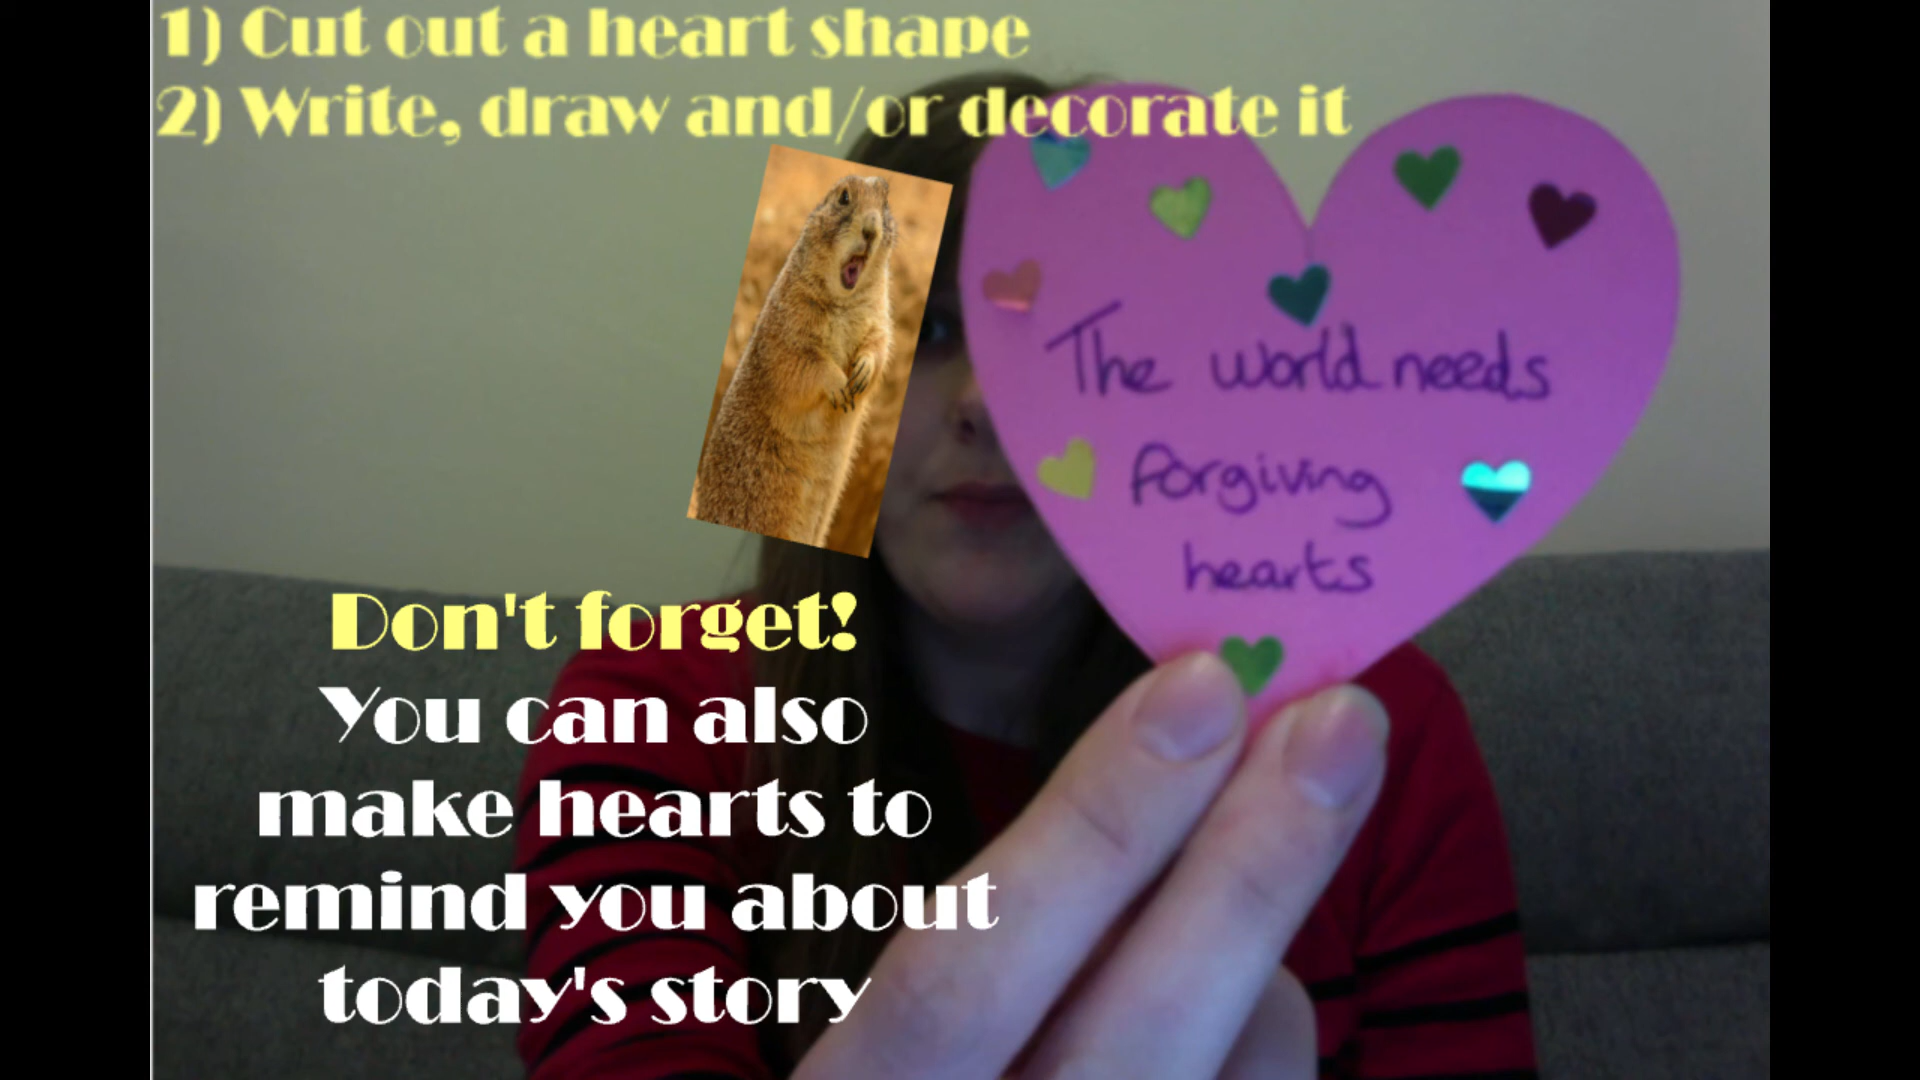 1) Cut out a heart shape
2) Write, draw and/or decorate it
The world needs
forgiving
hearts
Don't forget!
You can also
make hearts to
remind you about
today's story